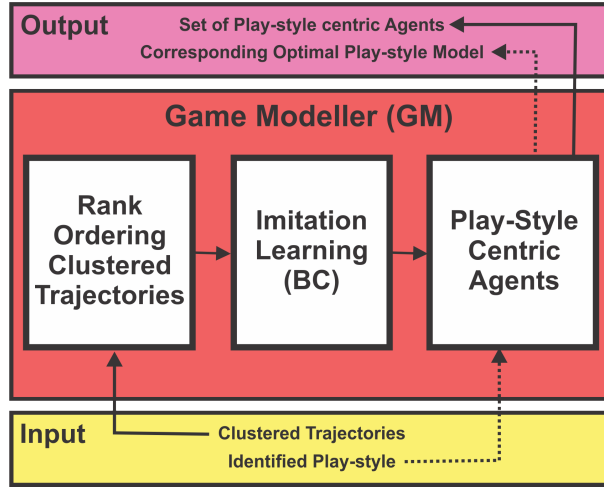 Output
Set of Play-style centric Agents
Corresponding Optimal Play-style Model
Game Modeller (GM)
Rank
Ordering
Clustered
Trajectories
Imitation
Learning
(BC)
Play-Style
Centric
Agents
Input
Clustered Trajectories
Identified Play-style